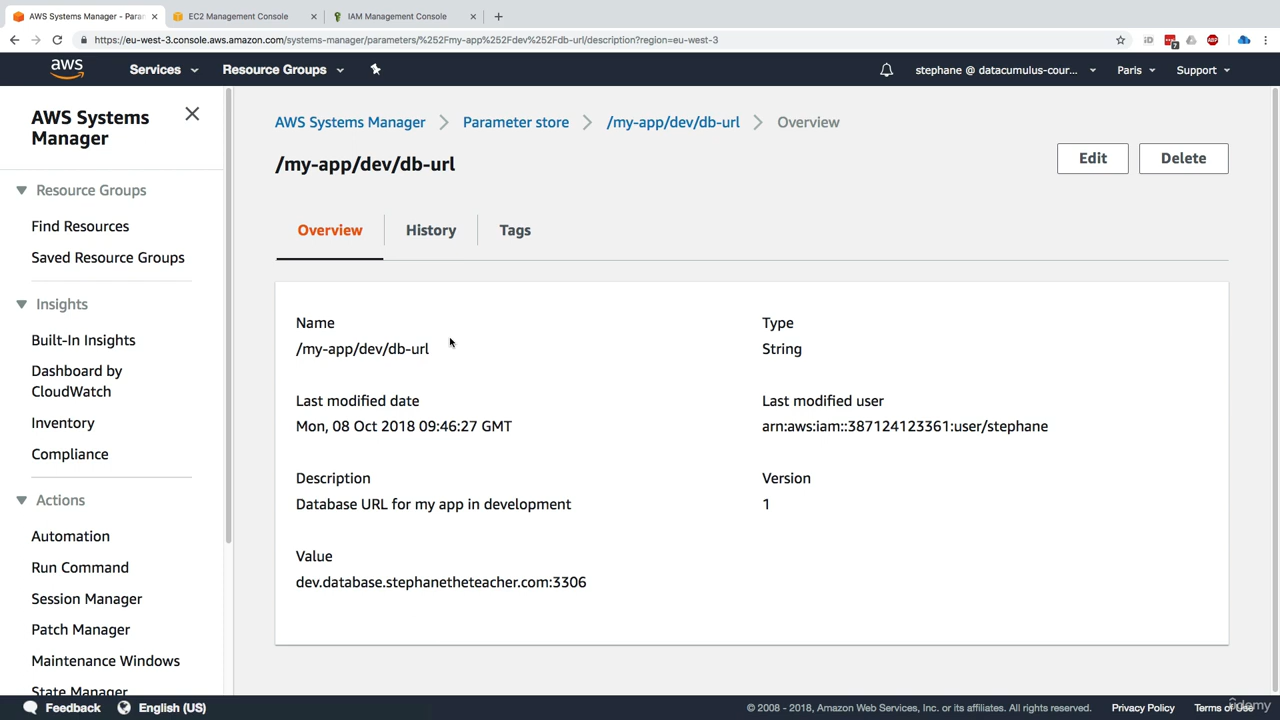 AWS Systems Manager - Para
EC2 Management Console
IAM Management Console
https://eu-west-3.console.aws.amazon.com/systems-manager/parameters/%252Fmy-app%252Fdev%252Fdb-url/description?region=eu-west-3
iD
7
ABP
aws
Services
Resource Groups
stephane @ datacumulus-cour...
Paris
Support
AWS Systems
Manager
Resource Groups
Find Resources
Saved Resource Groups
Insights
Built-In Insights
Dashboard by
CloudWatch
Inventory
Compliance
Actions
Automation
Run Command
Session Manager
Patch Manager
Maintenance Windows
State Manager
AWS Systems Manager
Parameter store
/my-app/dev/db-url
Overview
/my-app/dev/db-url
Edit
Delete
Overview
History
Tags
Name
/my-app/dev/db-url
Type
String
Last modified date
Mon, 08 Oct 2018 09:46:27 GMT
Last modified user
arn:aws:iam::387124123361:user/stephane
Description
Database URL for my app in development
Version
1
Value
dev.database.stephanetheteacher.com:3306
Feedback
English (US)
© 2008 - 2018, Amazon Web Services, Inc. or its affiliates. All rights reserved.
Privacy Policy
Terms of Use
Udemy